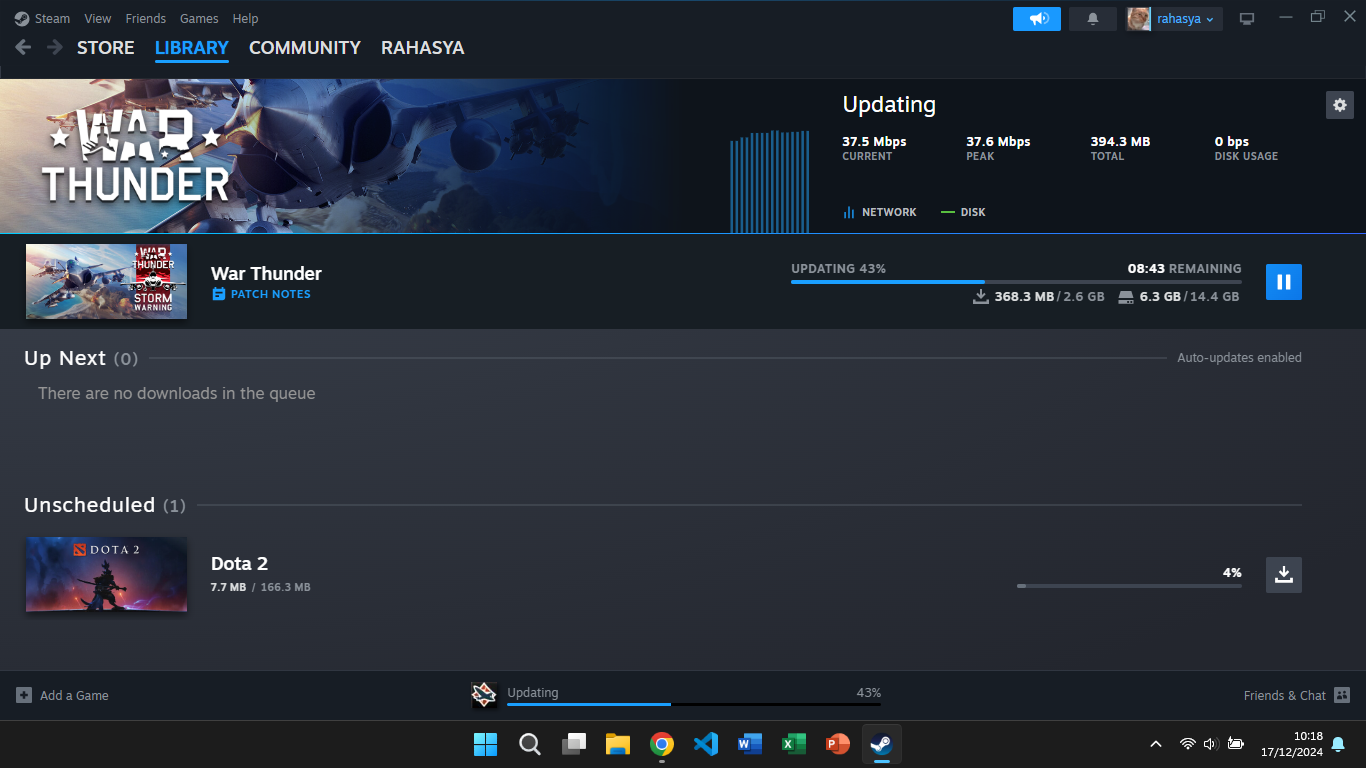 Steam View Friends Games Help
rahasya
STORE LIBRARY COMMUNITY RAHASYA
WAR
THUNDER
Updating
37.5 Mbps 37.6 Mbps 394.3 MB 0 bps
CURRENT PEAK TOTAL DISK USAGE
NETWORK DISK
WAR
THUNDER
STORM
WARNING
War Thunder
PATCH NOTES
UPDATING 43% 08:43 REMAINING
368.3 MB / 2.6 GB 6.3 GB / 14.4 GB
Up Next (0) Auto-updates enabled
There are no downloads in the queue
Unscheduled (1)
DOTA 2
Dota 2
7.7 MB / 166.3 MB
4%
Add a Game
Updating 43%
Friends & Chat
10:18
17/12/2024